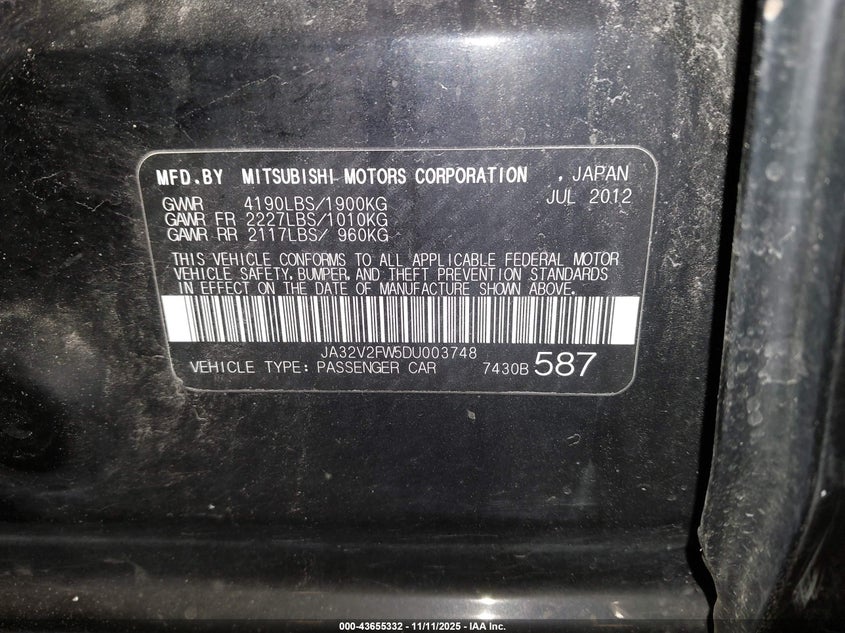 MFD.BY MITSUBISHI MOTORS CORPORATION , JAPAN
GVWR 4190LBS/1900KG JUL 2012
GAWR FR 2227LBS/1010KG
GAWR RR 2117LBS/ 960KG
THIS VEHICLE CONFORMS TO ALL APPLICABLE FEDERAL MOTOR
VEHICLE SAFETY, BUMPER, AND THEFT PREVENTION STANDARDS
IN EFFECT ON THE DATE OF MANUFACTURE SHOWN ABOVE.
JA32V2FW5DU003748
VEHICLE TYPE: PASSENGER CAR 7430B 587
000-43655332 - 11/11/2025 - IAA Inc.